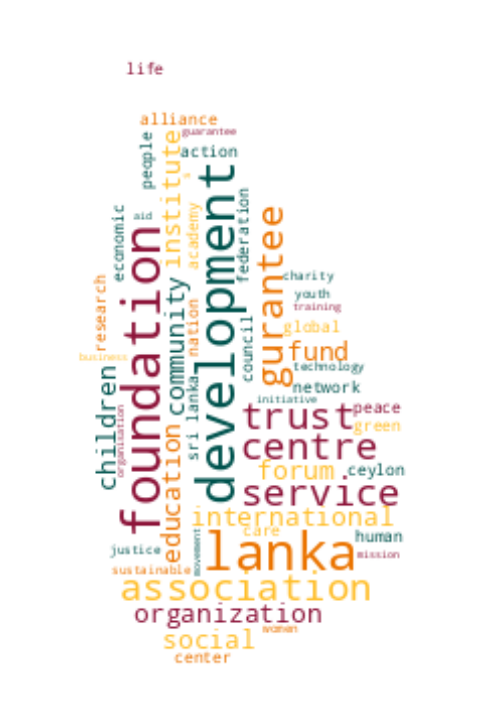 life
alliance
guarantee
people
institute
action
s
development
economic
aid
academy
federation
gurantee
foundation
charity
research
community
nation
youth
training
council
global
business
fund
children
sri lanka
technology
network
initiative
organisation
trust
peace
education
centre
green
forum
ceylon
service
international
care
movement
human
justice
lanka
mission
sustainable
association
organization
women
social
center